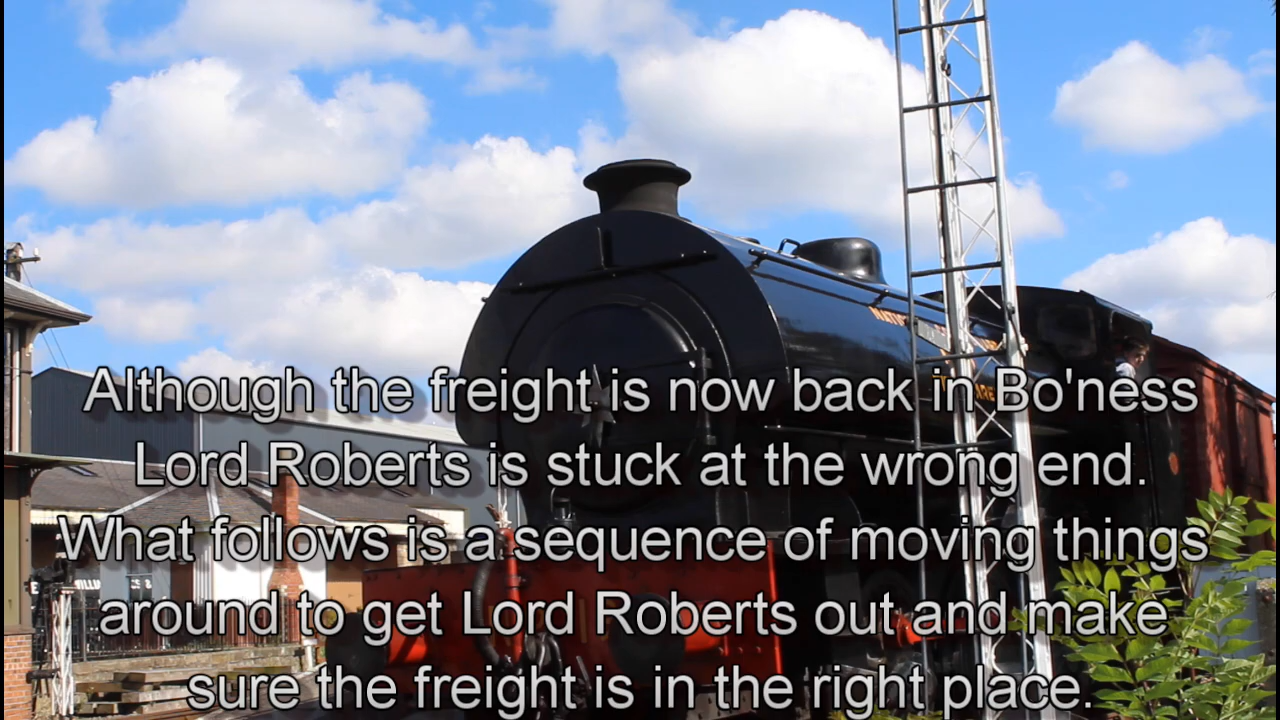 Although the freight is now back in Bo'ness
Lord Roberts is stuck at the wrong end.
What follows is a sequence of moving things
around to get Lord Roberts out and make
sure the freight is in the right place.